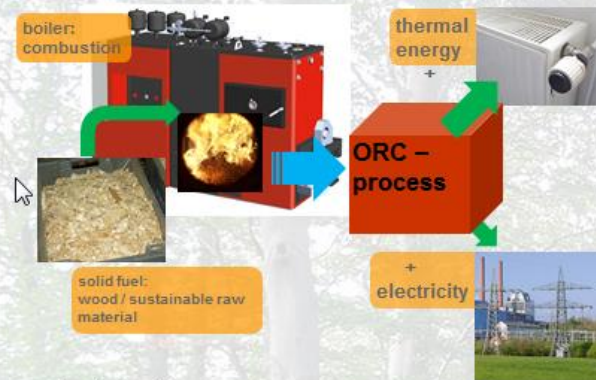 boiler:
combustion
thermal
energy
+
ORC –
process
+
electricity
solid fuel:
wood / sustainable raw
material